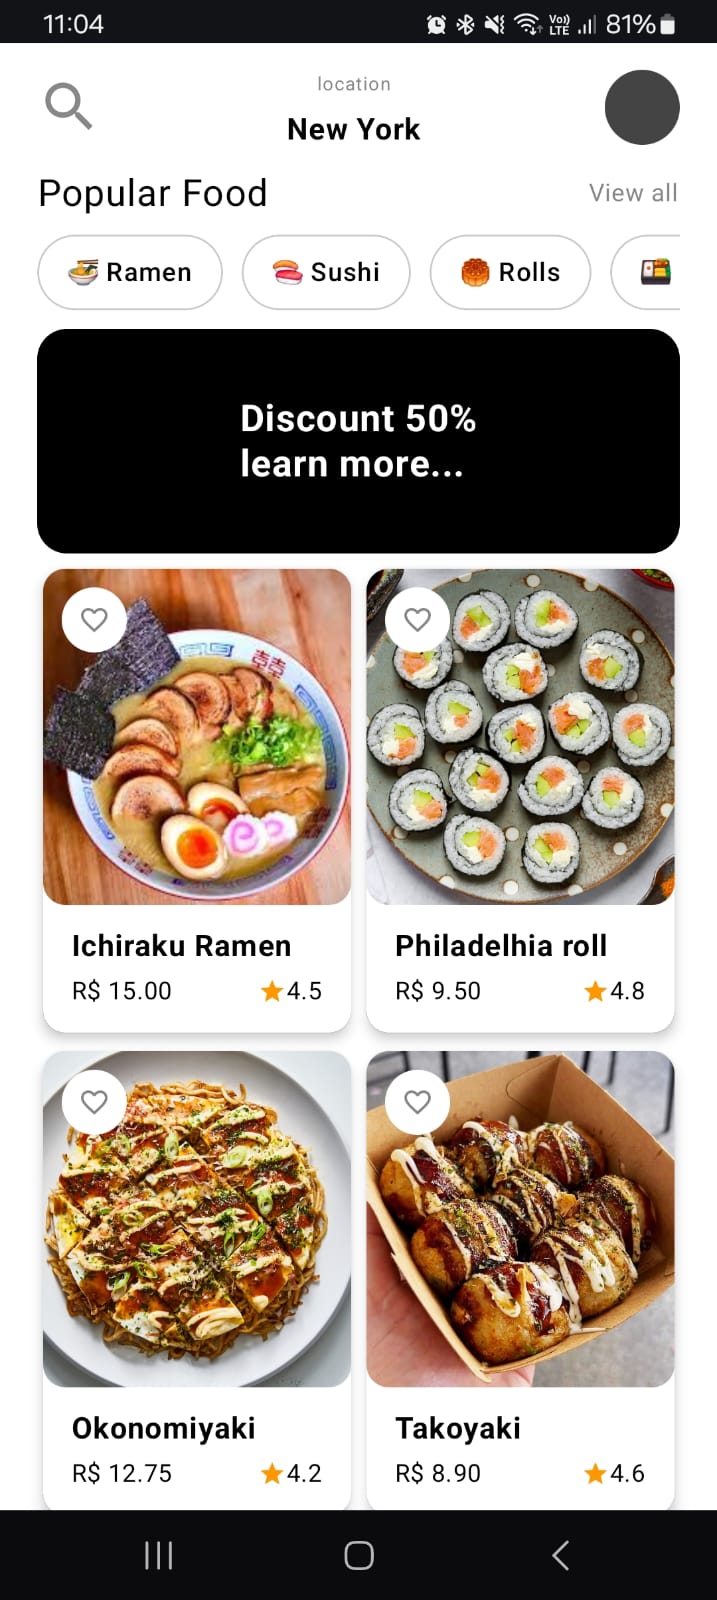 11:04
Vo))
LTE
81%
location
New York
Popular Food
View all
Ramen
Sushi
Rolls
Discount 50%
learn more...
Ichiraku Ramen
Philadelhia roll
R$ 15.00
4.5
R$ 9.50
4.8
Okonomiyaki
Takoyaki
R$ 12.75
4.2
R$ 8.90
4.6